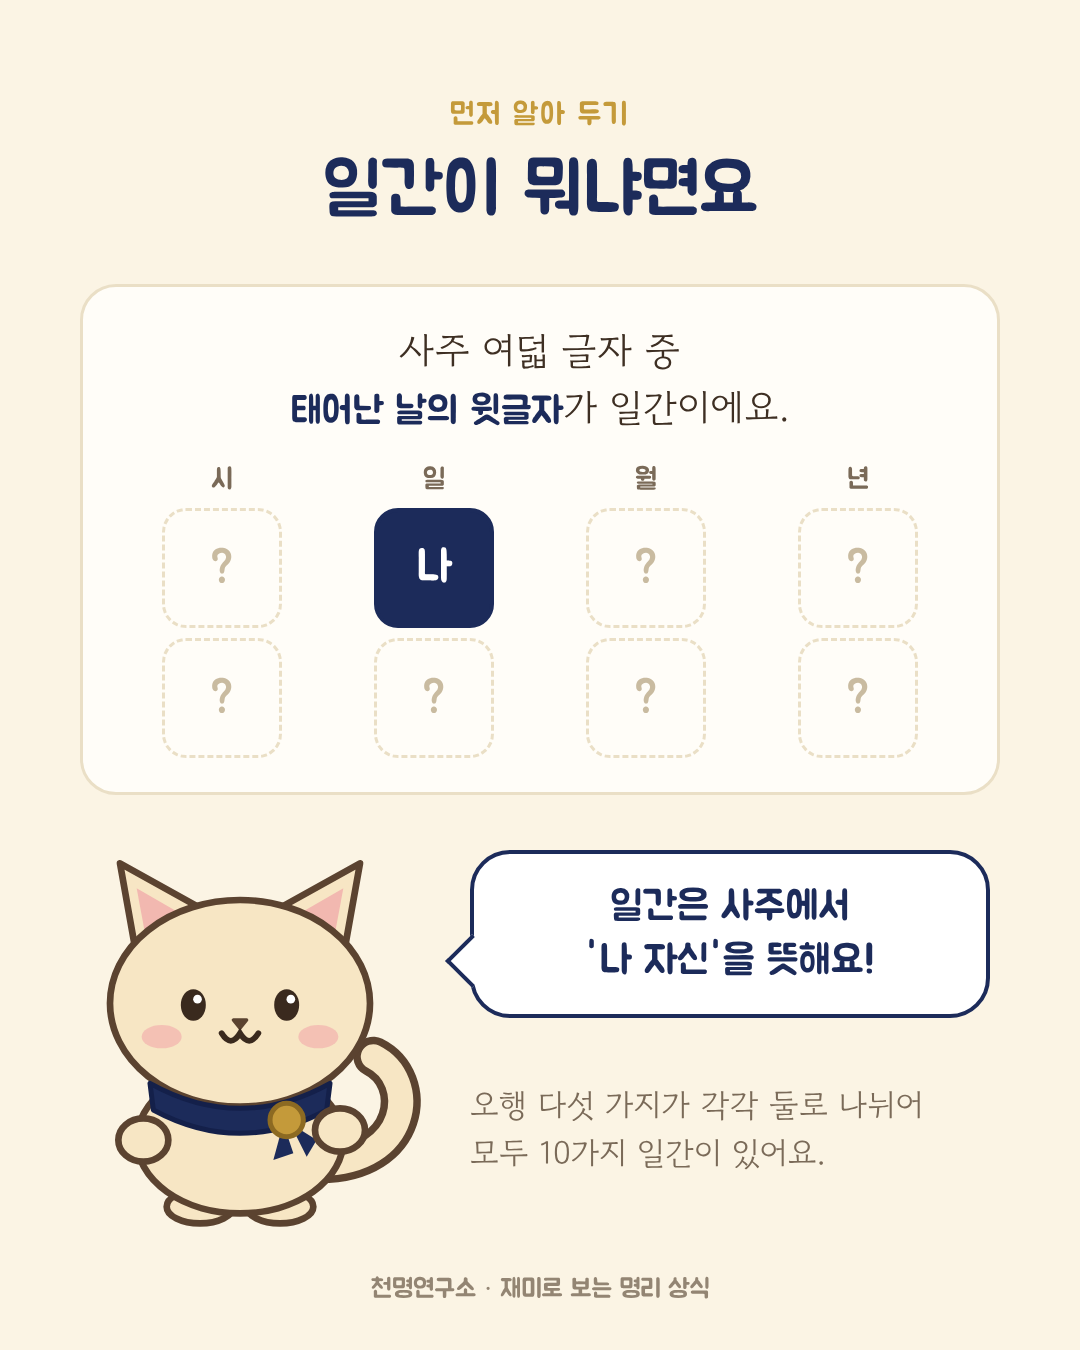 먼저 알아 두기
일간이 뭐냐면요
사주 여덟 글자 중
태어난 날의 윗글자가 일간이에요.
시 일 월 년
? 나 ? ?
? ? ? ?
일간은 사주에서
'나 자신'을 뜻해요!
오행 다섯 가지가 각각 둘로 나뉘어
모두 10가지 일간이 있어요.
천명연구소 · 재미로 보는 명리 상식